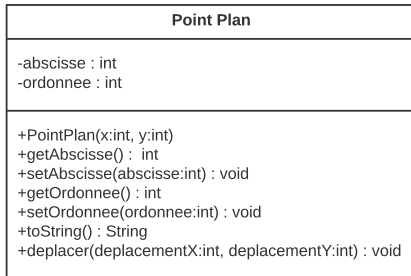 Point Plan
-abscisse : int
-ordonnee : int
+PointPlan(x:int, y:int)
+getAbscisse() : int
+setAbscisse(abscisse:int) : void
+getOrdonnee() : int
+setOrdonnee(ordonnee:int) : void
+toString() : String
+deplacer(deplacementX:int, deplacementY:int) : void